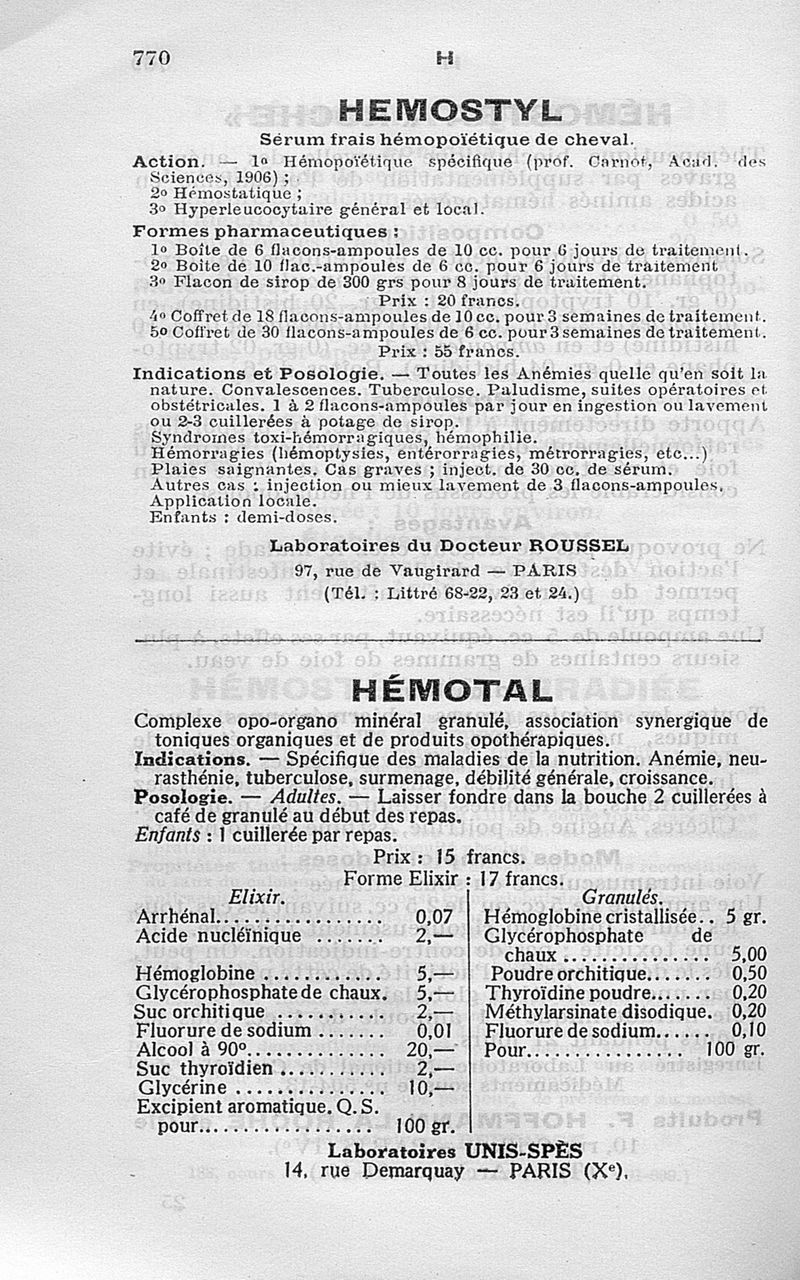 770 H
HEMOSTYL
Sérum frais hémopoïétique de cheval.
Action. — 1º Hémopoïétique spécifique (prof. Carnot, Acad. des
Sciences, 1906) ;
2º Hémostatique ;
3º Hyperleucocytaire général et local.
Formes pharmaceutiques :
1º Boîte de 6 flacons-ampoules de 10 cc. pour 6 jours de traitement.
2º Boite de 10 flac.-ampoules de 6 cc. pour 6 jours de traitement
3º Flacon de sirop de 300 grs pour 8 jours de traitement.
Prix : 20 francs.
4º Coffret de 18 flacons-ampoules de 10 cc. pour 3 semaines de traitement.
5º Coffret de 30 flacons-ampoules de 6 cc. pour 3 semaines de traitement.
Prix : 55 francs.
Indications et Posologie. — Toutes les Anémies quelle qu'en soit la
nature. Convalescences. Tuberculose. Paludisme, suites opératoires et
obstétricales. 1 à 2 flacons-ampoules par jour en ingestion ou lavement
ou 2-3 cuillerées à potage de sirop.
Syndromes toxi-hémorragiques, hémophilie.
Hémorragies (hémoptysies, entérorragies, métrorragies, etc...)
Plaies saignantes. Cas graves ; inject. de 30 cc. de sérum.
Autres cas : injection ou mieux lavement de 3 flacons-ampoules.
Application locale.
Enfants : demi-doses.
Laboratoires du Docteur ROUSSEL
97, rue de Vaugirard — PARIS
(Tél. : Littré 68-22, 23 et 24.)
HÉMOTAL
Complexe opo-organo minéral granulé, association synergique de
toniques organiques et de produits opothérapiques.
Indications. — Spécifique des maladies de la nutrition. Anémie, neu-
rasthénie, tuberculose, surmenage, débilité générale, croissance.
Posologie. — Adultes. — Laisser fondre dans la bouche 2 cuillerées à
café de granulé au début des repas.
Enfants : 1 cuillerée par repas.
Prix : 15 francs.
Forme Elixir : 17 francs.
Elixir.
Arrhénal.................. 0,07
Acide nucléïnique ....... 2,—
Hémoglobine ............ 5,—
Glycérophosphate de chaux. 5,—
Suc orchitique ........... 2,—
Fluorure de sodium ....... 0,01
Alcool à 90º.............. 20,—
Suc thyroïdien ........... 2,—
Glycérine ............... 10,—
Excipient aromatique. Q. S.
pour.................. 100 gr.
Granulés.
Hémoglobine cristallisée.. 5 gr.
Glycérophosphate de
chaux ............... 5,00
Poudre orchitique....... 0,50
Thyroïdine poudre....... 0,20
Méthylarsinate disodique. 0,20
Fluorure de sodium...... 0,10
Pour................ 100 gr.
Laboratoires UNIS-SPÈS
14, rue Demarquay — PARIS (Xe).